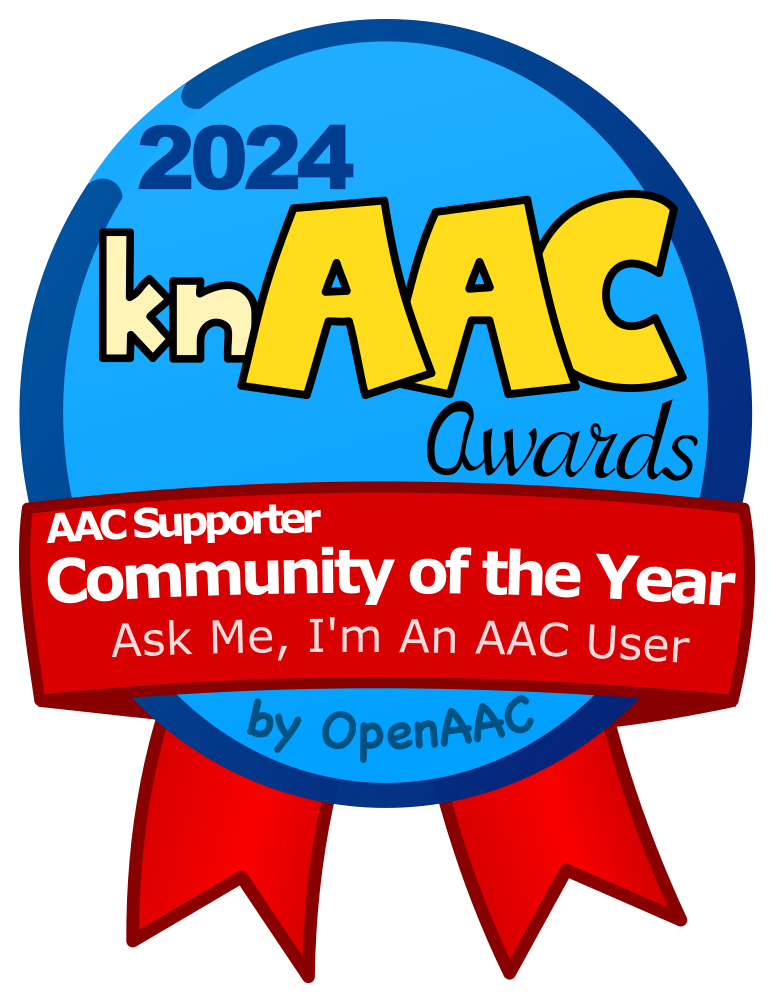 2024
knAAC
Awards
AAC Supporter
Community of the Year
Ask Me, I'm An AAC User
by OpenAAC